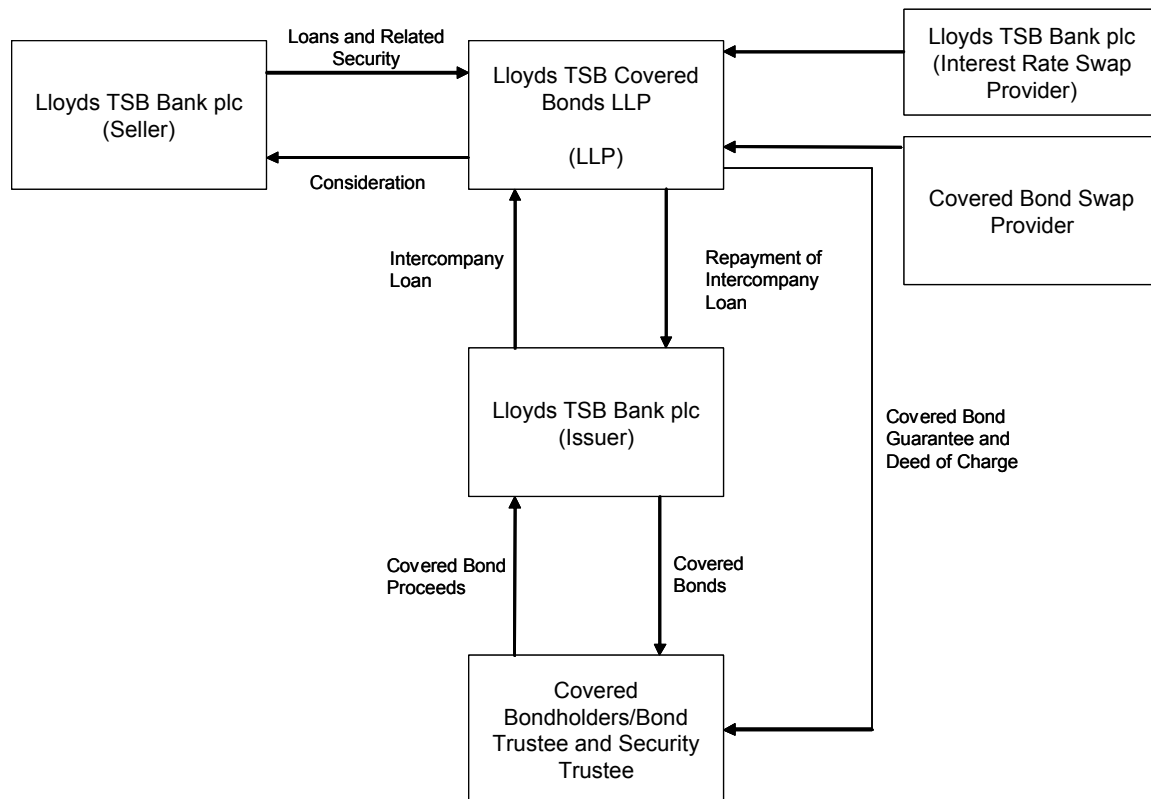 Loans and Related
Security
Lloyds TSB Bank plc
(Seller)
Consideration
Lloyds TSB Covered
Bonds LLP
(LLP)
Lloyds TSB Bank plc
(Interest Rate Swap
Provider)
Covered Bond Swap
Provider
Intercompany
Loan
Repayment of
Intercompany
Loan
Lloyds TSB Bank plc
(Issuer)
Covered Bond
Guarantee and
Deed of Charge
Covered Bond
Proceeds
Covered
Bonds
Covered
Bondholders/Bond
Trustee and Security
Trustee